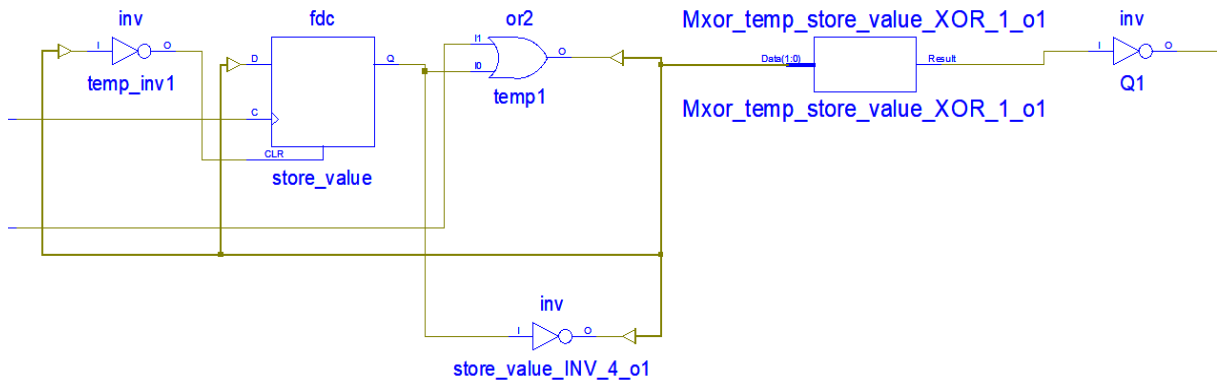 inv
fdc
or2
Mxor_temp_store_value_XOR_1_o1
inv
I
O
temp_inv1
D
Q
C
CLR
store_value
I1
I0
O
temp1
Data(1:0)
Result
Mxor_temp_store_value_XOR_1_o1
I
O
Q1
inv
I
O
store_value_INV_4_o1